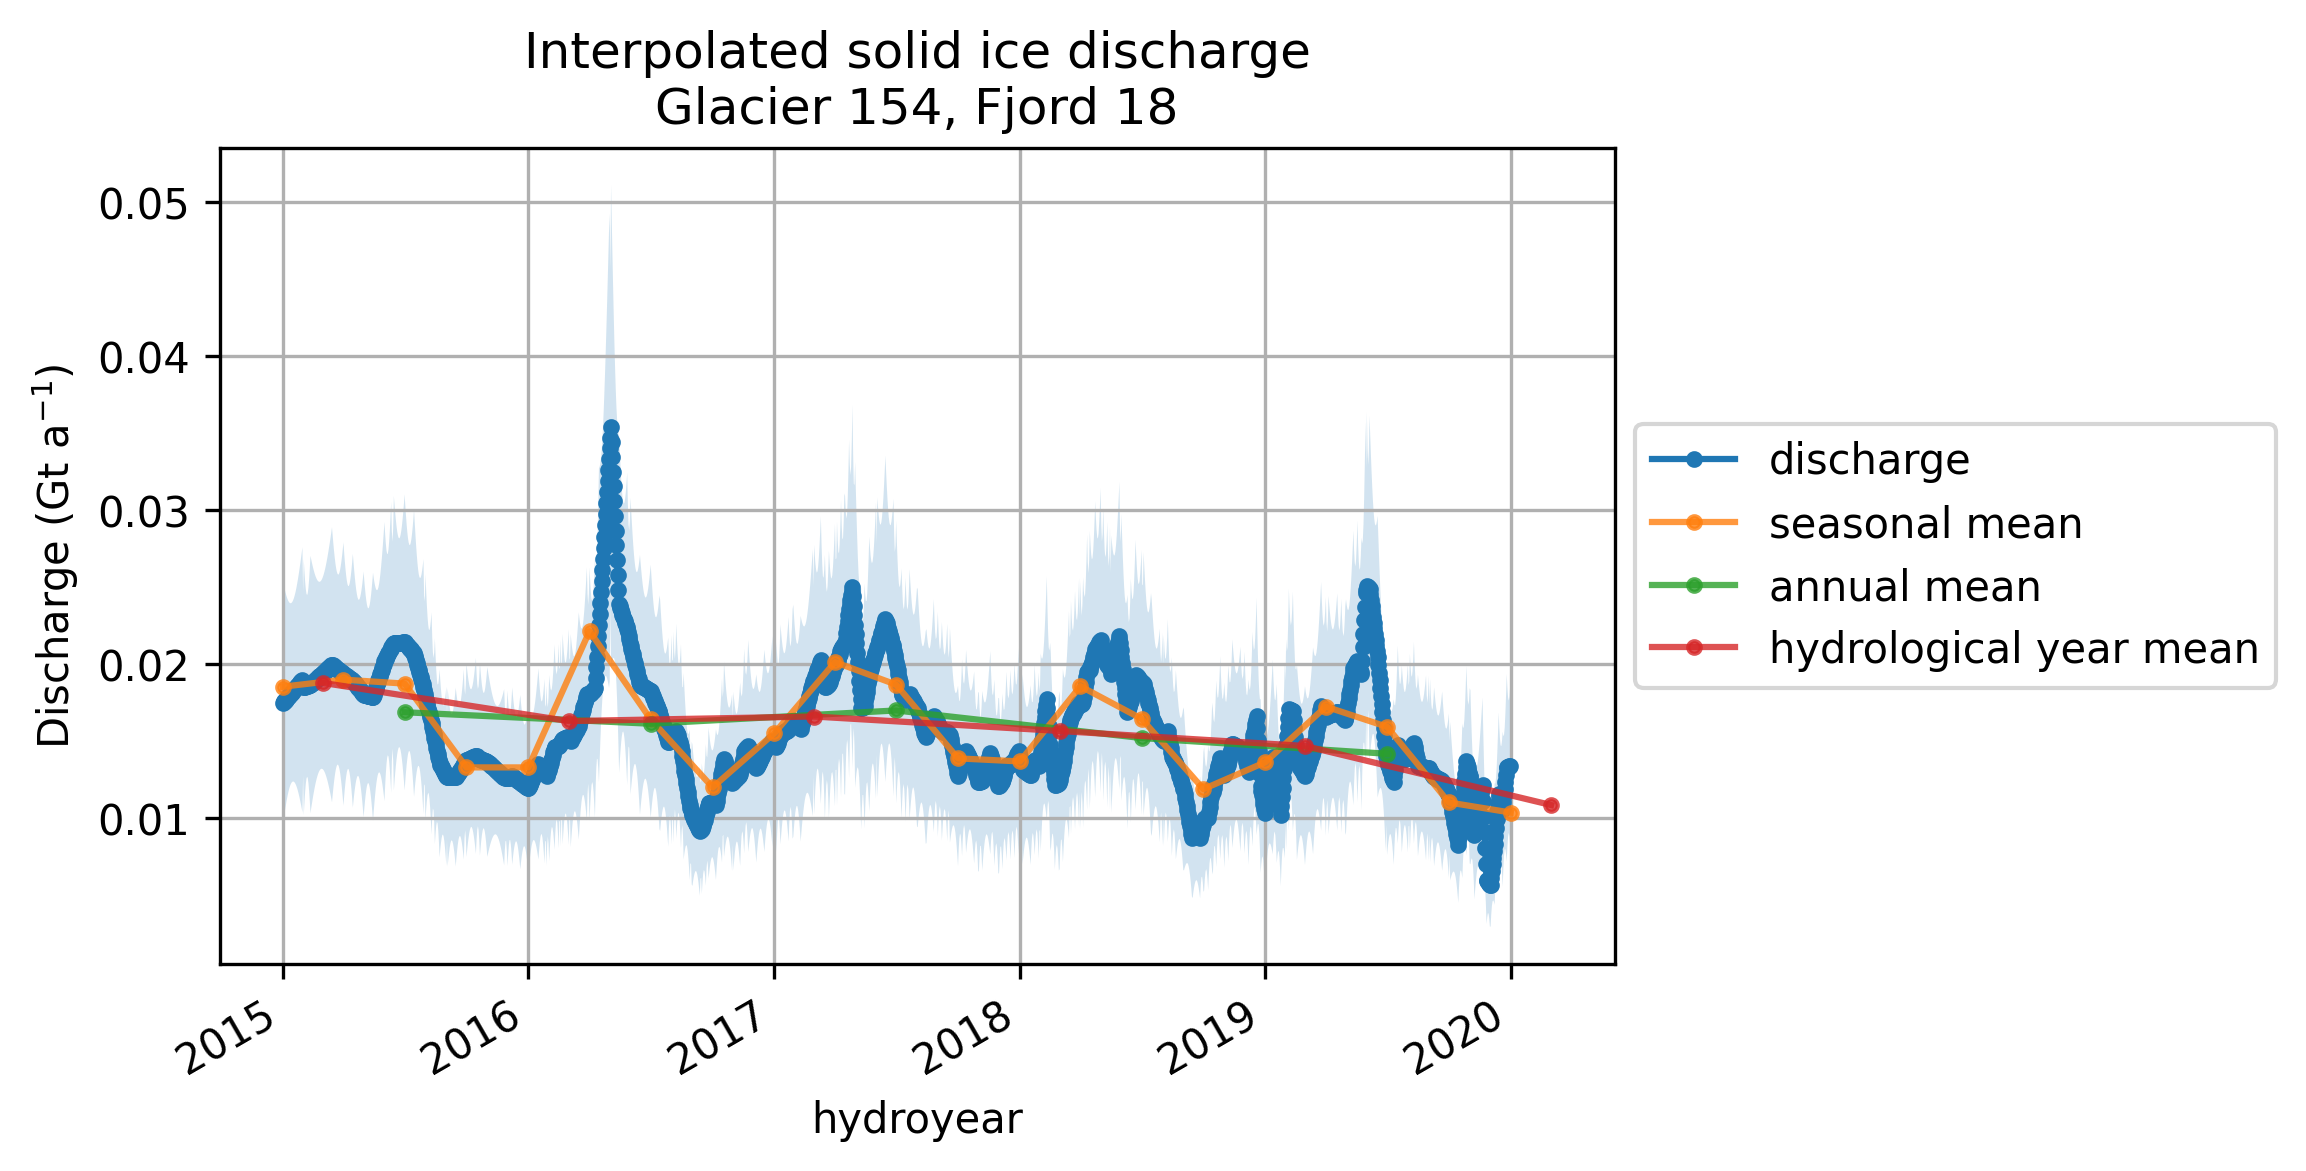 Interpolated solid ice discharge
Glacier 154, Fjord 18
Discharge (Gt a⁻¹)
0.05
0.04
0.03
0.02
0.01
2015
2016
2017
2018
2019
2020
hydroyear
discharge
seasonal mean
annual mean
hydrological year mean